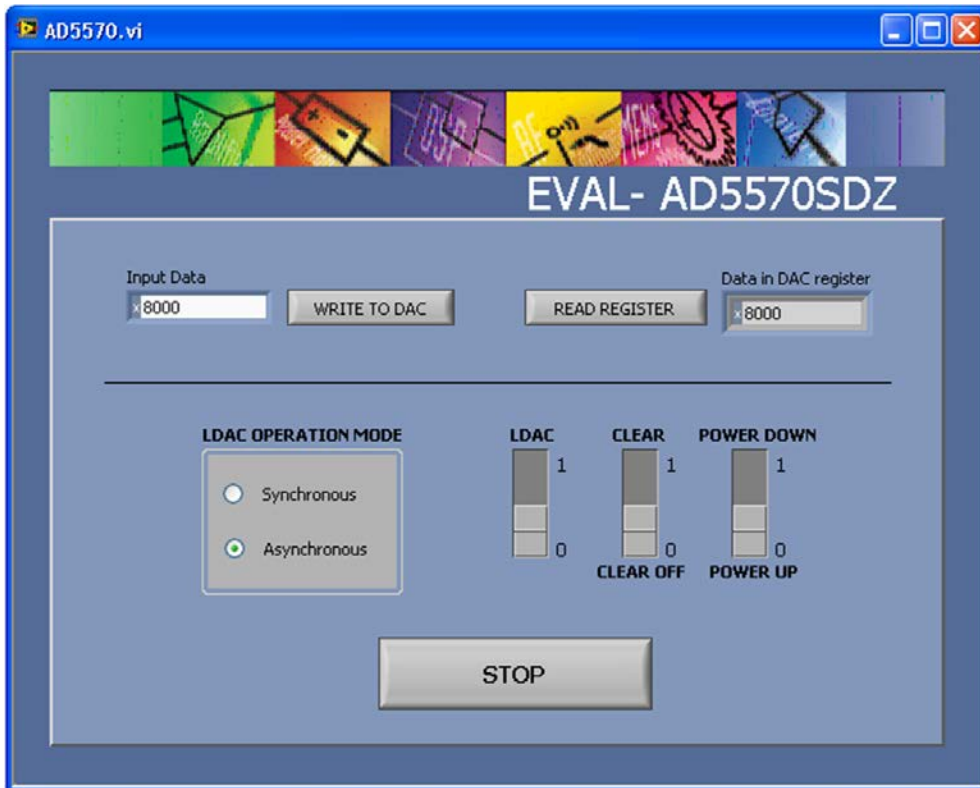 AD5570.vi
EVAL- AD5570SDZ
Input Data
x 8000
WRITE TO DAC
READ REGISTER
Data in DAC register
x 8000
LDAC OPERATION MODE
Synchronous
Asynchronous
LDAC
1
0
CLEAR
1
0
CLEAR OFF
POWER DOWN
1
0
POWER UP
STOP